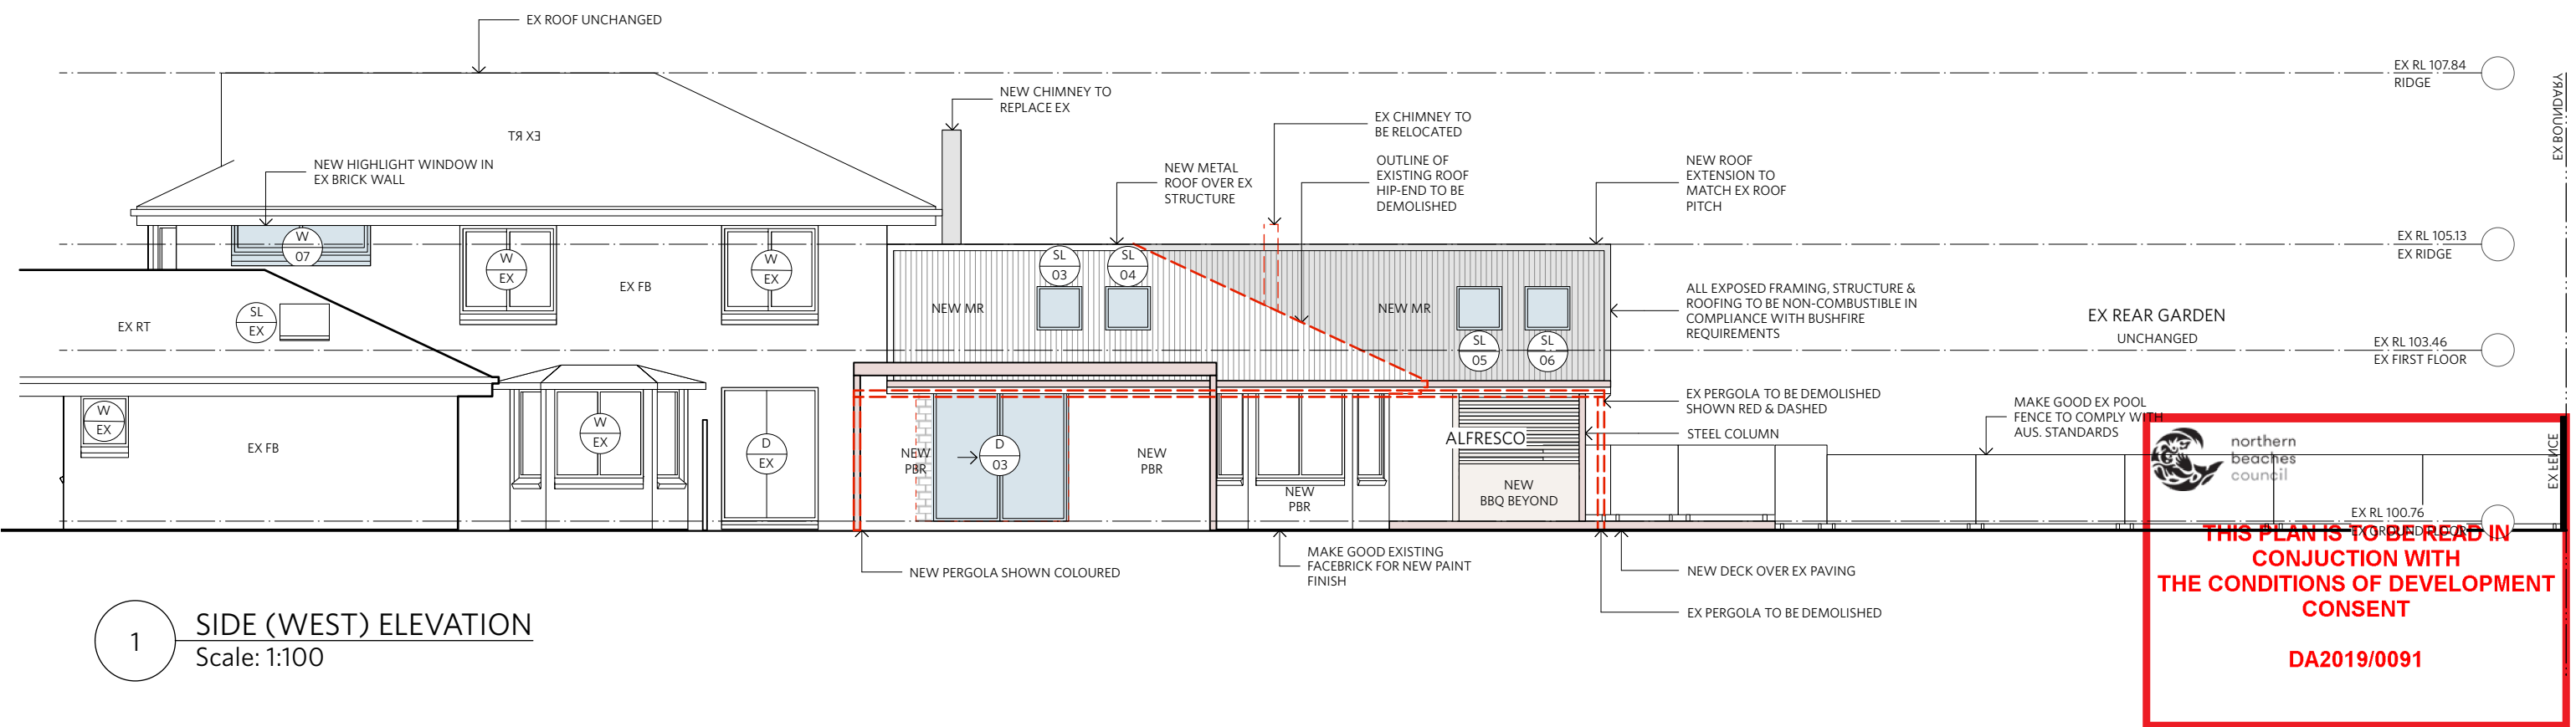 EX ROOF UNCHANGED
EX RL 107.84
RIDGE
EX BOUNDARY
NEW CHIMNEY TO
REPLACE EX
EX CHIMNEY TO
BE RELOCATED
EX RT
NEW HIGHLIGHT WINDOW IN
EX BRICK WALL
NEW METAL
ROOF OVER EX
STRUCTURE
OUTLINE OF
EXISTING ROOF
HIP-END TO BE
DEMOLISHED
NEW ROOF
EXTENSION TO
MATCH EX ROOF
PITCH
W
07
W
EX
W
EX
EX RL 105.13
EX RIDGE
SL
03
SL
04
EX FB
NEW MR
NEW MR
ALL EXPOSED FRAMING, STRUCTURE &
ROOFING TO BE NON-COMBUSTIBLE IN
COMPLIANCE WITH BUSHFIRE
REQUIREMENTS
EX REAR GARDEN
UNCHANGED
EX RT
SL
EX
SL
05
SL
06
EX RL 103.46
EX FIRST FLOOR
EX PERGOLA TO BE DEMOLISHED
SHOWN RED & DASHED
MAKE GOOD EX POOL
FENCE TO COMPLY WITH
AUS. STANDARDS
W
EX
W
EX
EX FB
D
EX
NEW
PBR
D
03
NEW
PBR
ALFRESCO
STEEL COLUMN
NEW
PBR
NEW
BBQ BEYOND
northern
beaches
council
EX FENCE
EX RL 100.76
EX GROUND FLOOR
THIS PLAN IS TO BE READ IN
CONJUCTION WITH
THE CONDITIONS OF DEVELOPMENT
CONSENT
DA2019/0091
NEW PERGOLA SHOWN COLOURED
MAKE GOOD EXISTING
FACEBRICK FOR NEW PAINT
FINISH
NEW DECK OVER EX PAVING
EX PERGOLA TO BE DEMOLISHED
1
SIDE (WEST) ELEVATION
Scale: 1:100